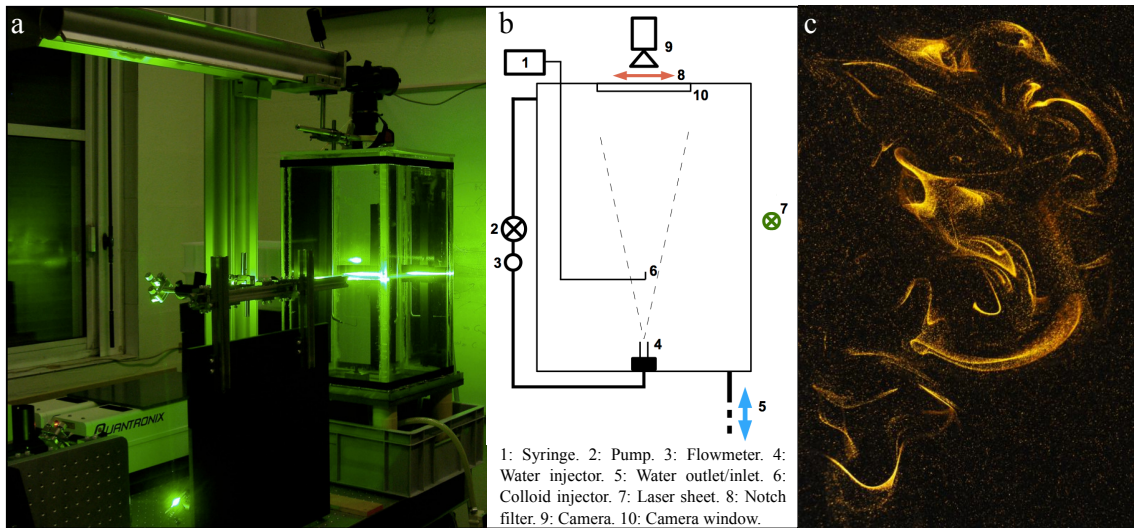 a
QUANTRONIX
b
9
1
8
10
7
2
3
6
4
5
1: Syringe. 2: Pump. 3: Flowmeter. 4:
Water injector. 5: Water outlet/inlet. 6:
Colloid injector. 7: Laser sheet. 8: Notch
filter. 9: Camera. 10: Camera window.
c